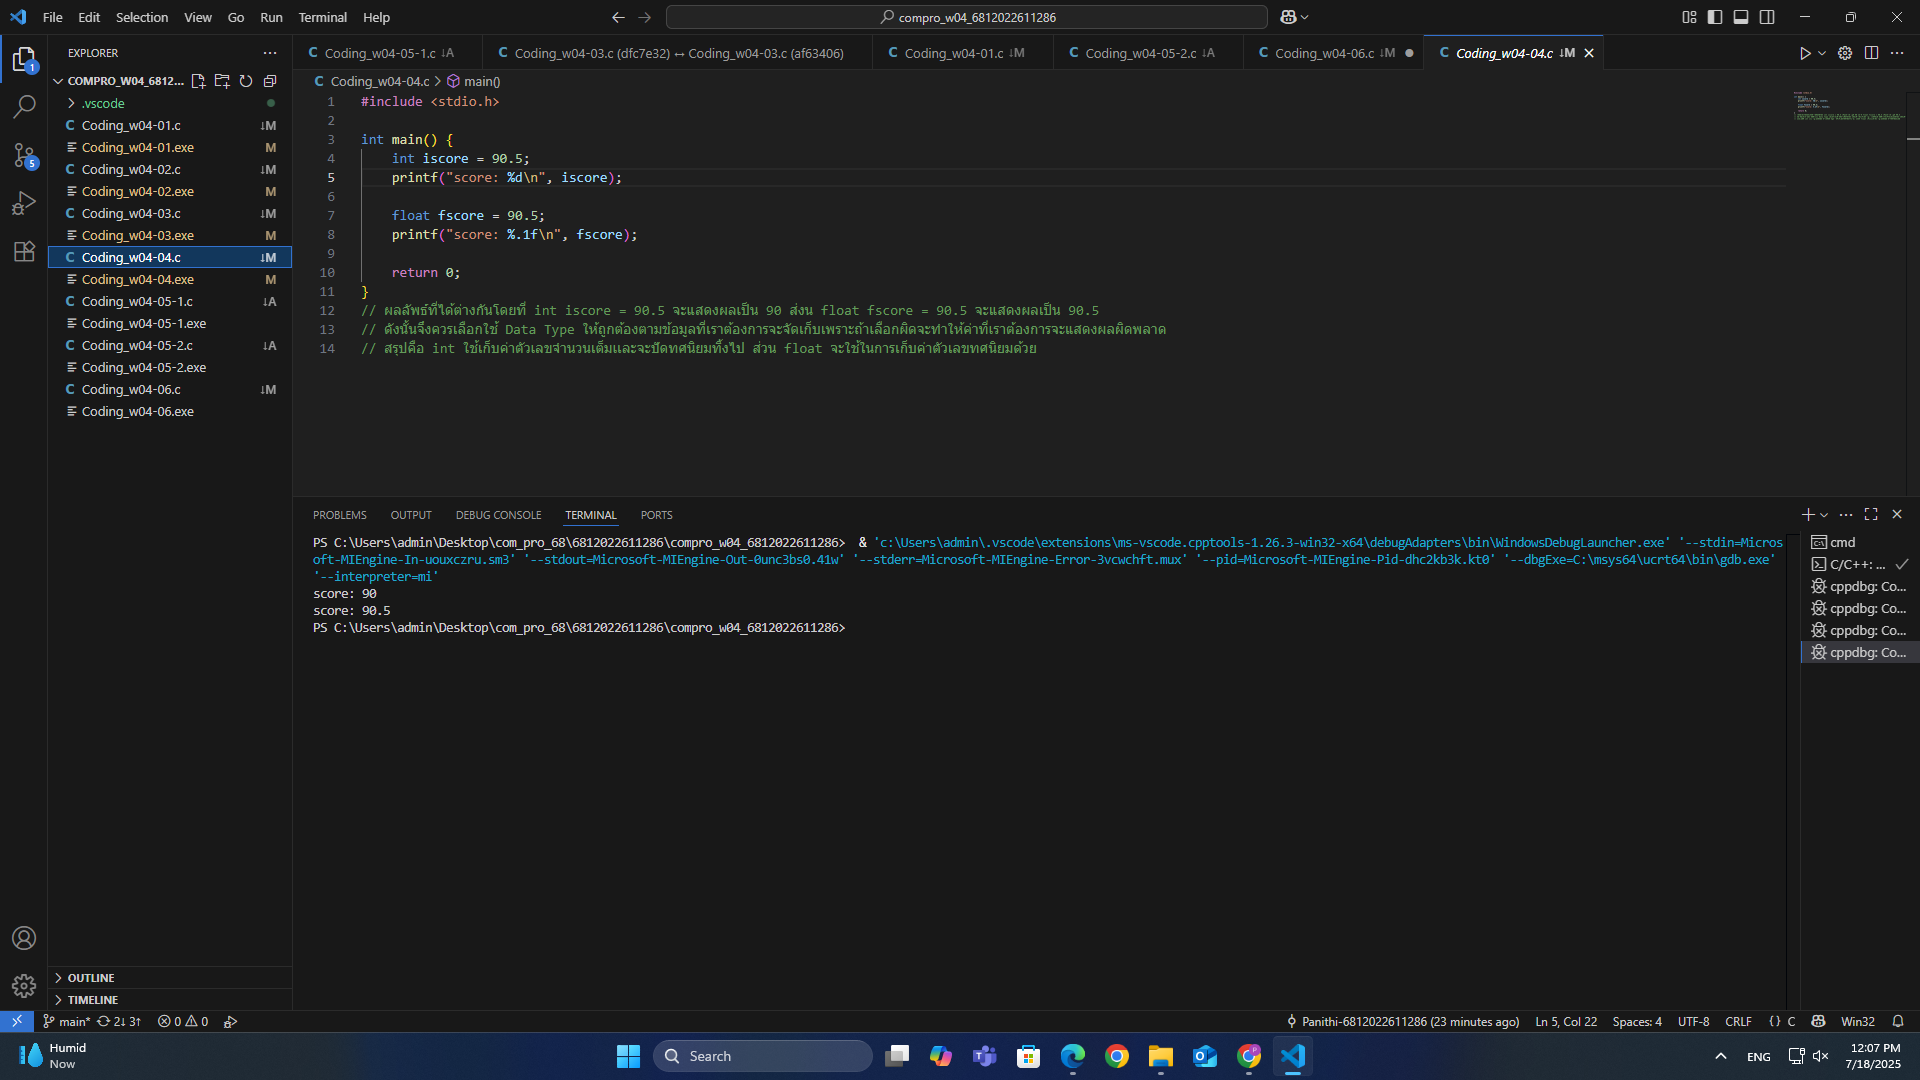 File Edit Selection View Go Run Terminal Help
compro_w04_6812022611286
EXPLORER
COMPRO_W04_6812...
.vscode
Coding_w04-01.c ↓M
Coding_w04-01.exe M
Coding_w04-02.c ↓M
Coding_w04-02.exe M
Coding_w04-03.c ↓M
Coding_w04-03.exe M
Coding_w04-04.c ↓M
Coding_w04-04.exe M
Coding_w04-05-1.c ↓A
Coding_w04-05-1.exe
Coding_w04-05-2.c ↓A
Coding_w04-05-2.exe
Coding_w04-06.c ↓M
Coding_w04-06.exe
OUTLINE
TIMELINE
Coding_w04-05-1.c ↓A Coding_w04-03.c (dfc7e32) ↔ Coding_w04-03.c (af63406) Coding_w04-01.c ↓M Coding_w04-05-2.c ↓A Coding_w04-06.c ↓M Coding_w04-04.c ↓M
Coding_w04-04.c > main()
1 #include <stdio.h>
2
3 int main() {
4 int iscore = 90.5;
5 printf("score: %d\n", iscore);
6
7 float fscore = 90.5;
8 printf("score: %.1f\n", fscore);
9
10 return 0;
11 }
12 // ผลลัพธ์ที่ได้ต่างกันโดยที่ int iscore = 90.5 จะแสดงผลเป็น 90 ส่งน float fscore = 90.5 จะแสดงผลเป็น 90.5
13 // ดังนั้นจึงควรเลือกใช้ Data Type ให้ถูกต้องตามข้อมูลที่เราต้องการจะจัดเก็บเพราะถ้าเลือกผิดจะทำให้ค่าที่เราต้องการจะแสดงผลผิดพลาด
14 // สรุปคือ int ใช้เก็บค่าตัวเลขจำนวนเต็มและจะปัดทศนิยมทิ้งไป ส่วน float จะใช้ในการเก็บค่าตัวเลขทศนิยมด้วย
PROBLEMS OUTPUT DEBUG CONSOLE TERMINAL PORTS
PS C:\Users\admin\Desktop\com_pro_68\6812022611286\compro_w04_6812022611286> & 'c:\Users\admin\.vscode\extensions\ms-vscode.cpptools-1.26.3-win32-x64\debugAdapters\bin\WindowsDebugLauncher.exe' '--stdin=Micros
oft-MIEngine-In-uouxczru.sm3' '--stdout=Microsoft-MIEngine-Out-0unc3bs0.41w' '--stderr=Microsoft-MIEngine-Error-3vcwchft.mux' '--pid=Microsoft-MIEngine-Pid-dhc2kb3k.kt0' '--dbgExe=C:\msys64\ucrt64\bin\gdb.exe'
'--interpreter=mi'
score: 90
score: 90.5
PS C:\Users\admin\Desktop\com_pro_68\6812022611286\compro_w04_6812022611286>
cmd
C/C++: ...
cppdbg: Co...
cppdbg: Co...
cppdbg: Co...
cppdbg: Co...
main* 2↓ 3↑ 0 0 Panithi-6812022611286 (23 minutes ago) Ln 5, Col 22 Spaces: 4 UTF-8 CRLF {} C Win32
Humid
Now
Search
ENG
12:07 PM
7/18/2025